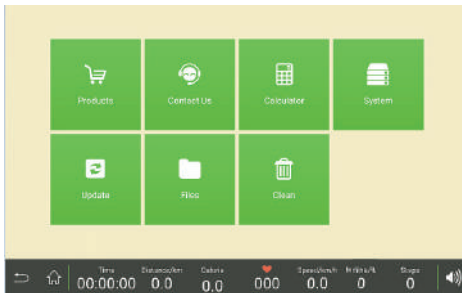 Products Contact Us Calculator System
Update Files Clean
Time Distance/km Calorie Speed/km/h Incline/% Stage
00:00:00 0.0 0.0 000 0.0 0 0